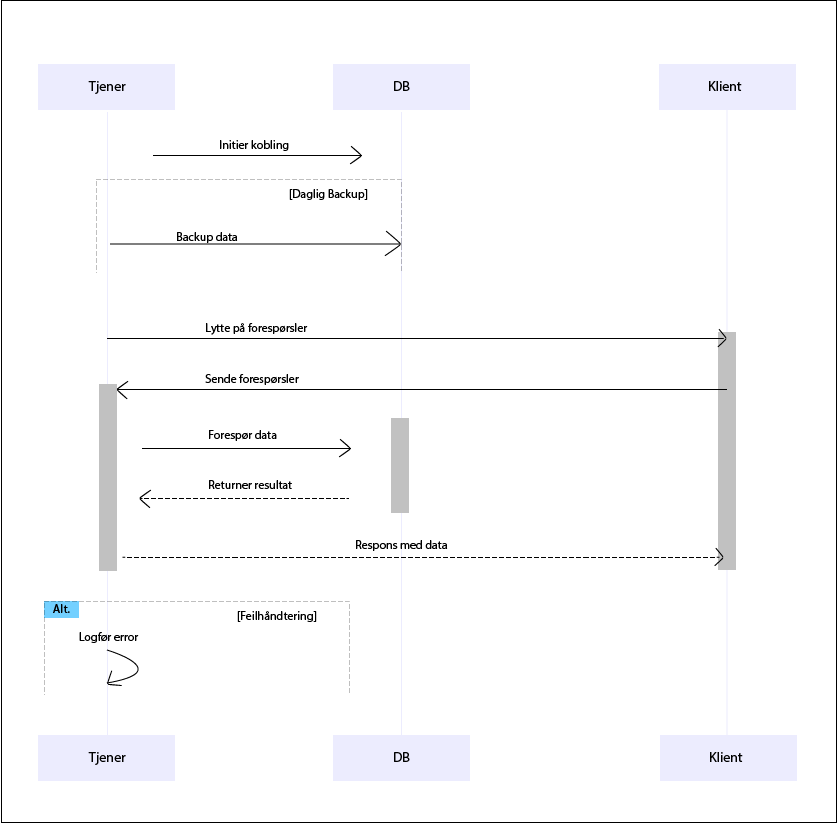 Tjener
DB
Klient
Initier kobling
[Daglig Backup]
Backup data
Lytte på forespørsler
Sende forespørsler
Forespør data
Returner resultat
Respons med data
Alt.
[Feilhåndtering]
Logfør error
Tjener
DB
Klient